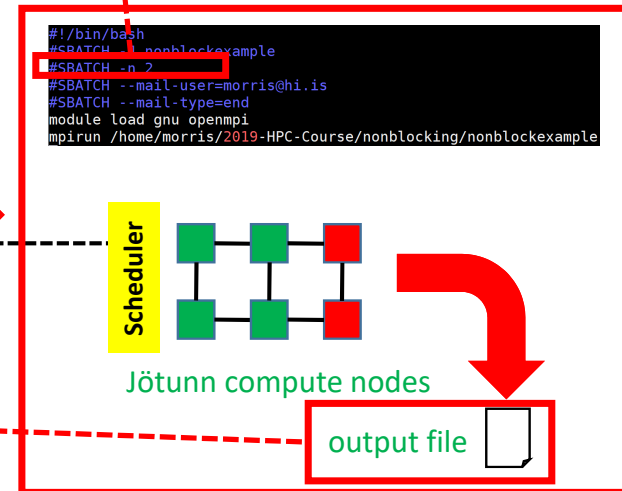 #!/bin/bash
#SBATCH -J nonblockexample
#SBATCH -n 2
#SBATCH --mail-user=morris@hi.is
#SBATCH --mail-type=end
module load gnu openmpi
mpirun /home/morris/2019-HPC-Course/nonblocking/nonblockexample
Scheduler
Jötunn compute nodes
output file